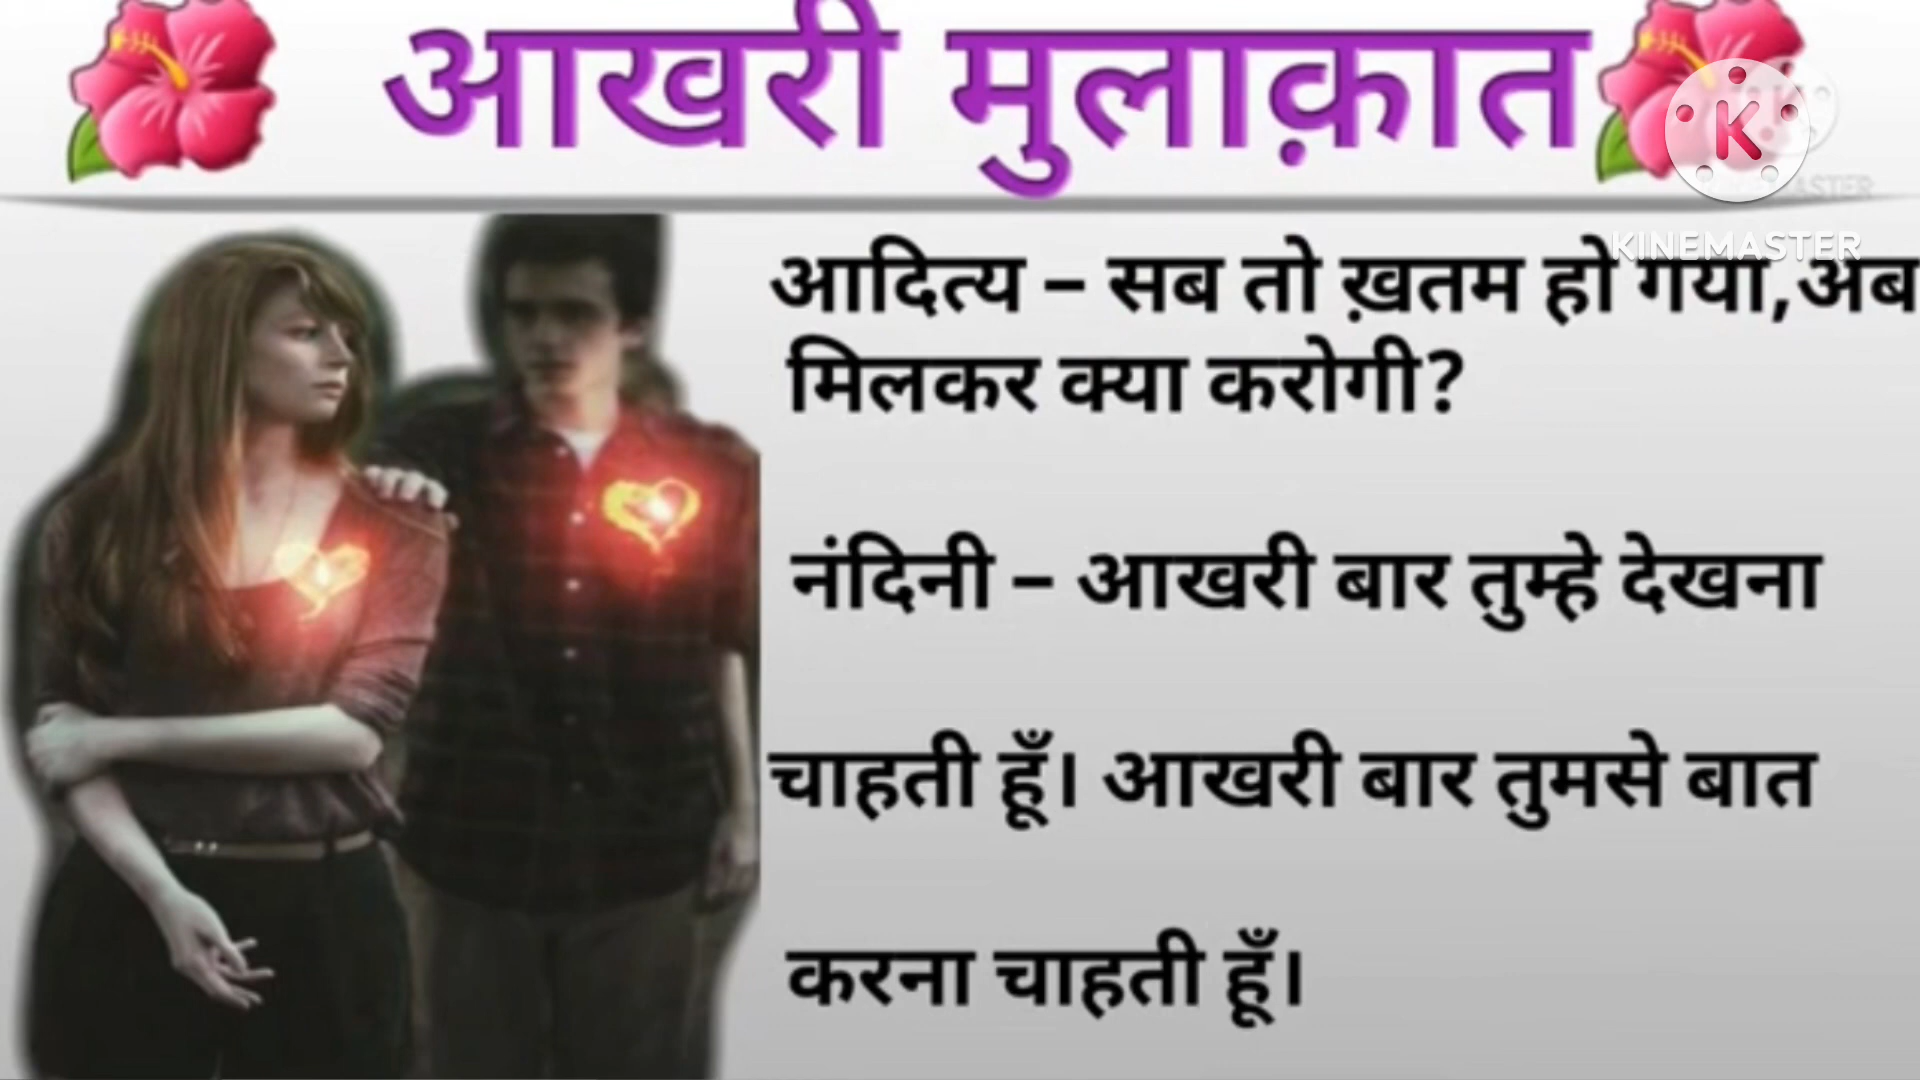 आखरी मुलाक़ात
K
KINEMASTER
आदित्य – सब तो ख़तम हो गया,अब
मिलकर क्या करोगी?
नंदिनी – आखरी बार तुम्हे देखना
चाहती हूँ। आखरी बार तुमसे बात
करना चाहती हूँ।